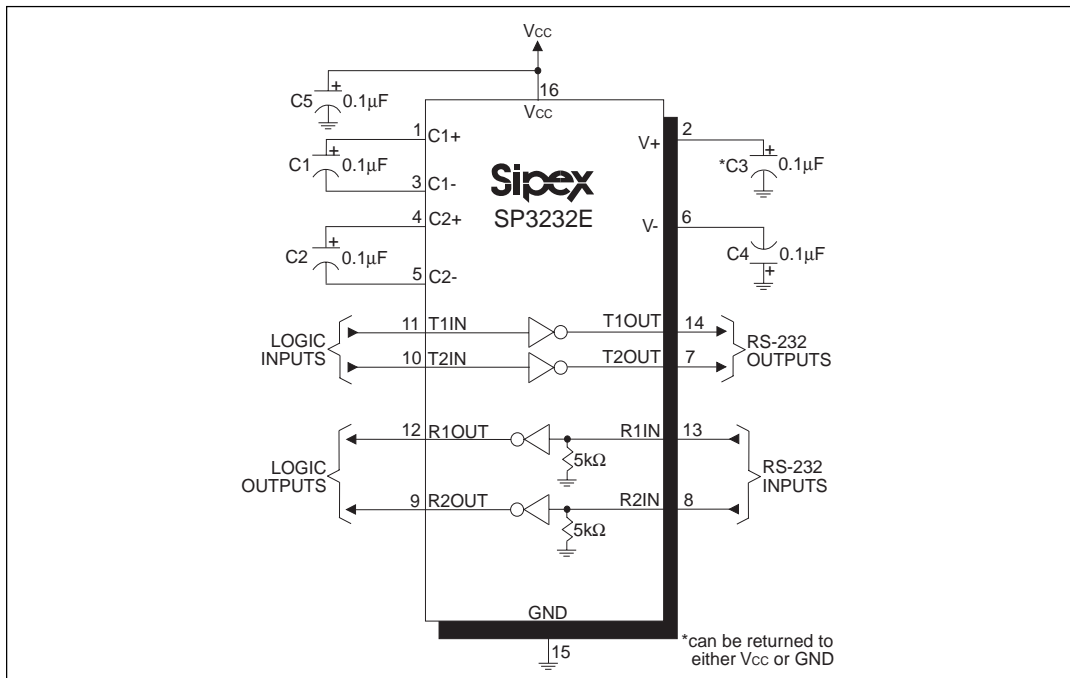 VCC
C5
+
0.1µF
16
VCC
1
C1+
C1
+
0.1µF
3
C1-
4
C2+
C2
+
0.1µF
5
C2-
V+
2
*C3
+
0.1µF
V-
6
C4
0.1µF
+
Sipex
SP3232E
LOGIC
INPUTS
11 T1IN
T1OUT 14
10 T2IN
T2OUT 7
RS-232
OUTPUTS
LOGIC
OUTPUTS
12 R1OUT
R1IN 13
5kΩ
9 R2OUT
R2IN 8
5kΩ
RS-232
INPUTS
GND
15
*can be returned to
either VCC or GND